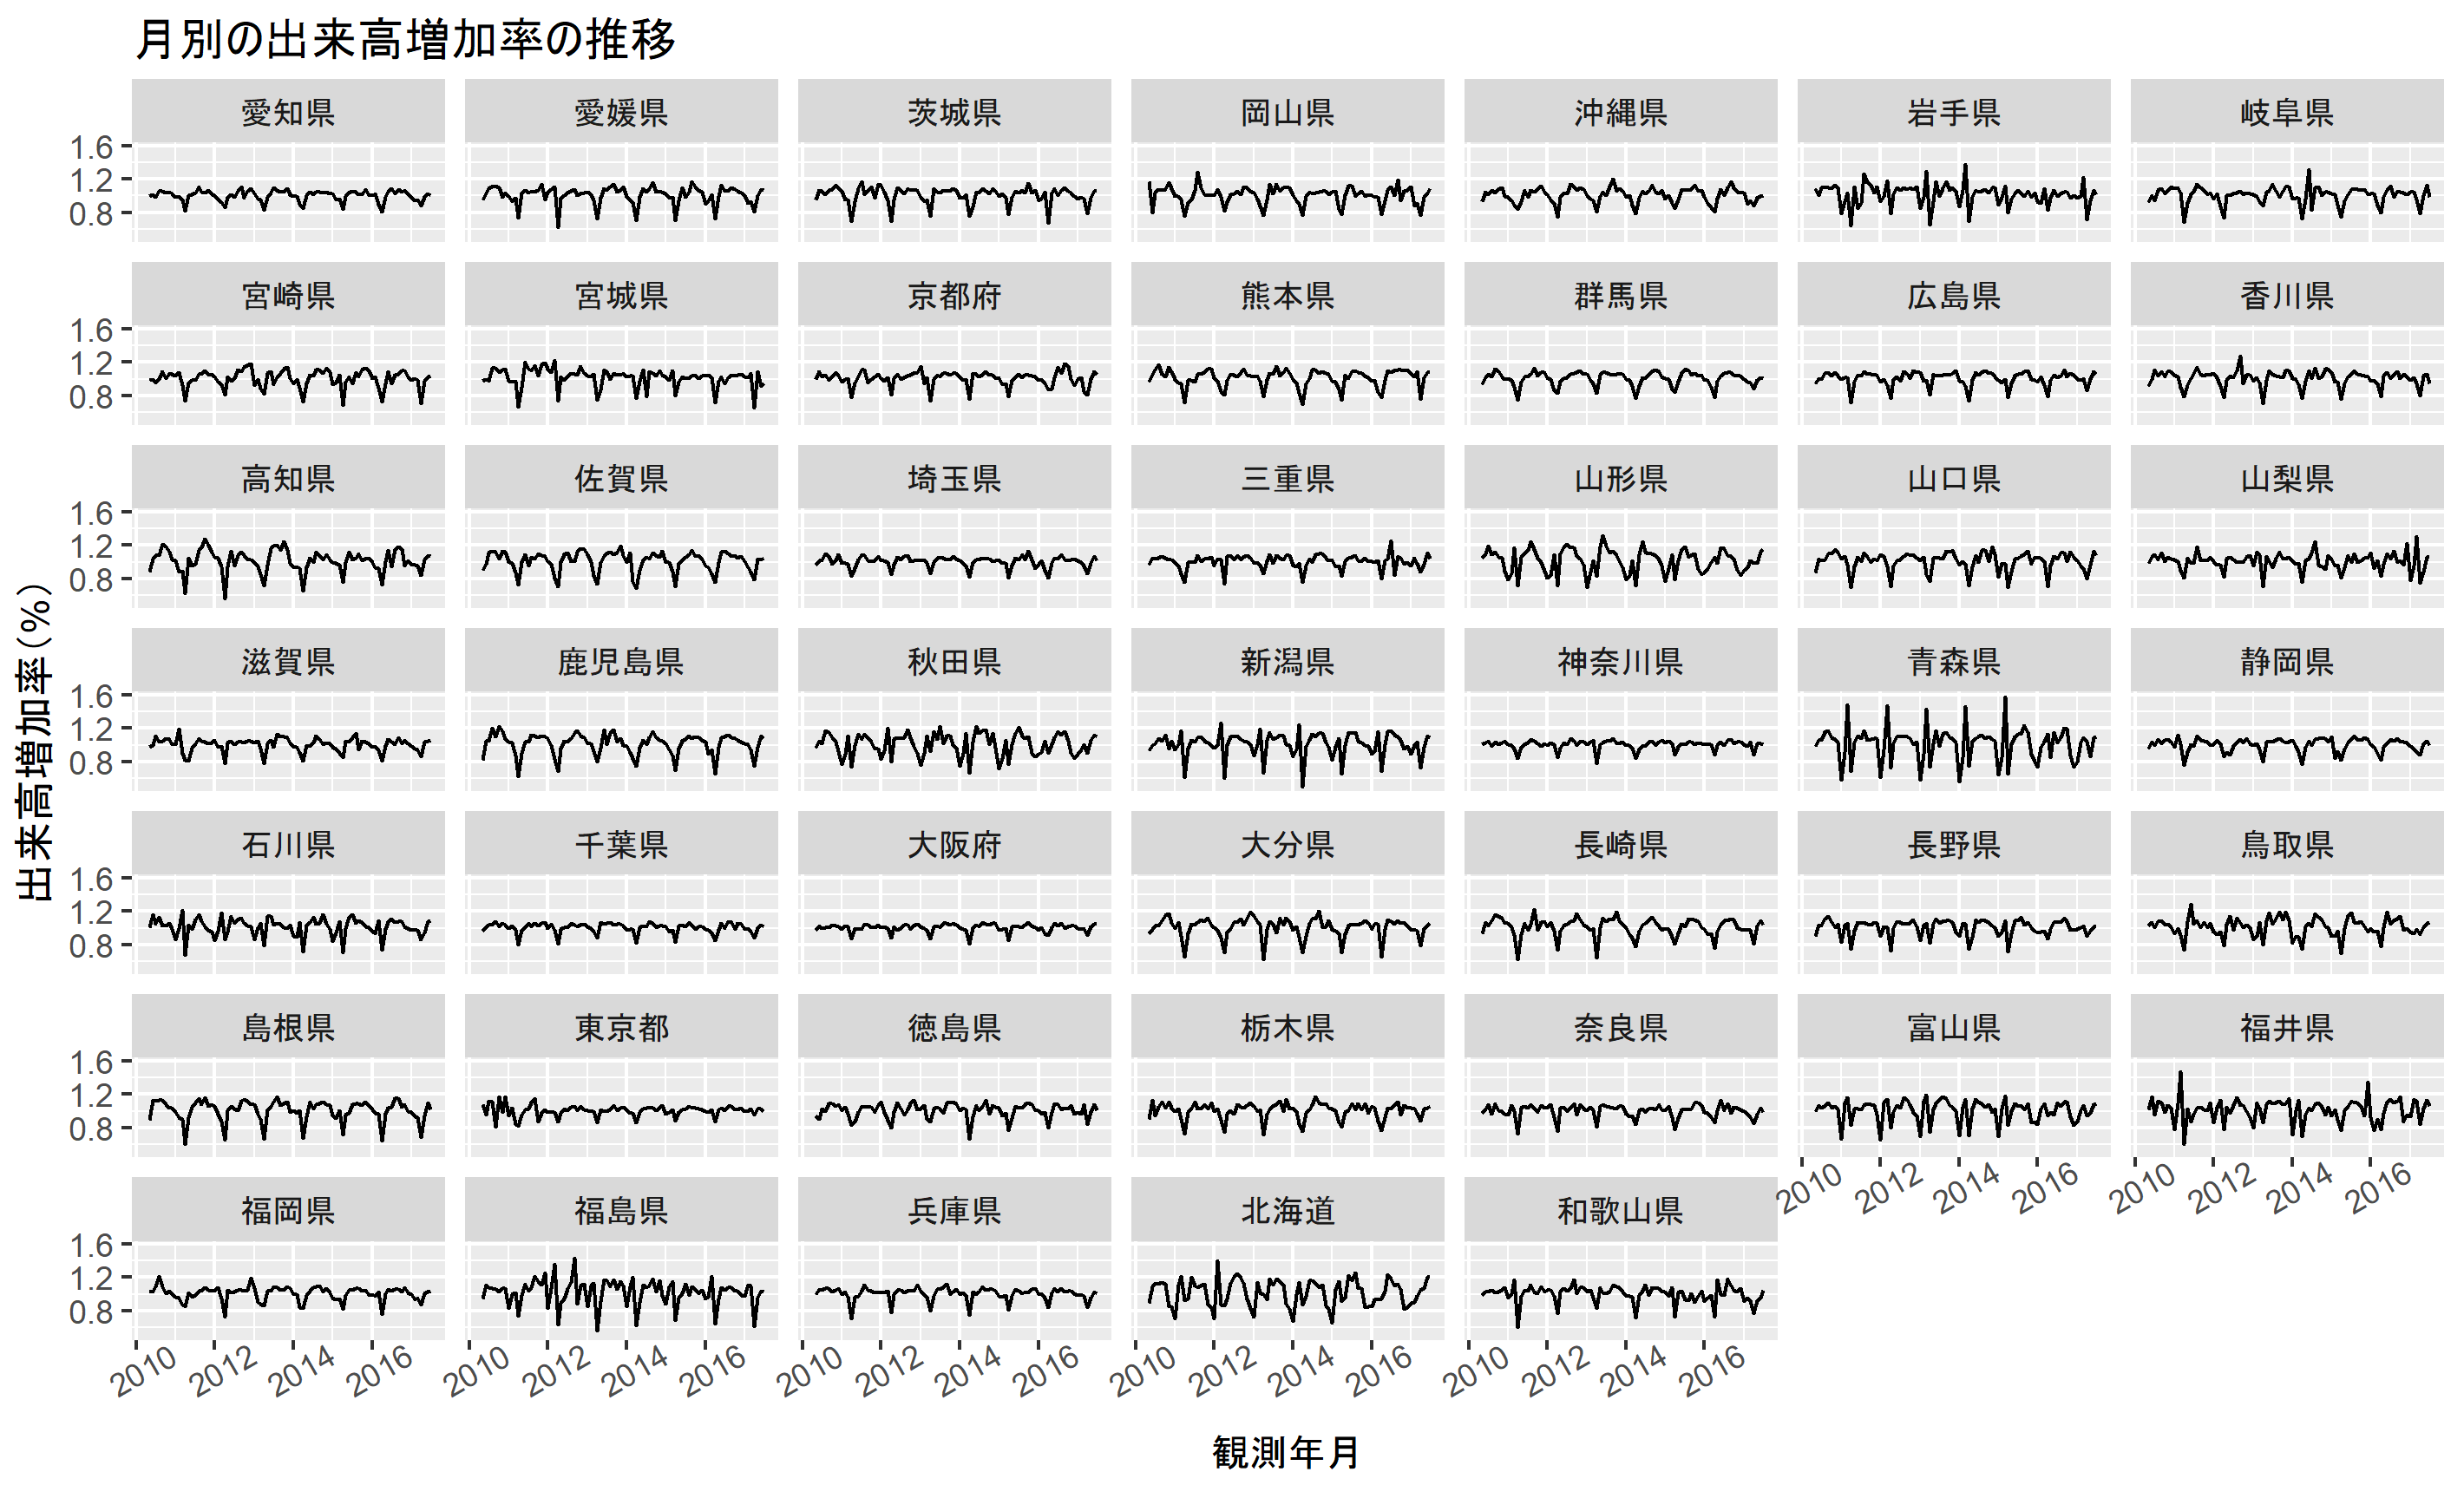 月別の出来高増加率の推移
愛知県 愛媛県 茨城県 岡山県 沖縄県 岩手県 岐阜県
1.6
1.2
0.8
宮崎県 宮城県 京都府 熊本県 群馬県 広島県 香川県
1.6
1.2
0.8
高知県 佐賀県 埼玉県 三重県 山形県 山口県 山梨県
1.6
1.2
0.8
滋賀県 鹿児島県 秋田県 新潟県 神奈川県 青森県 静岡県
1.6
1.2
0.8
石川県 千葉県 大阪府 大分県 長崎県 長野県 鳥取県
1.6
1.2
0.8
島根県 東京都 徳島県 栃木県 奈良県 富山県 福井県
1.6
1.2
0.8
2010 2012 2014 2016 2010 2012 2014 2016
福岡県 福島県 兵庫県 北海道 和歌山県
1.6
1.2
0.8
2010 2012 2014 2016 2010 2012 2014 2016 2010 2012 2014 2016 2010 2012 2014 2016 2010 2012 2014 2016
出来高増加率(%)
観測年月